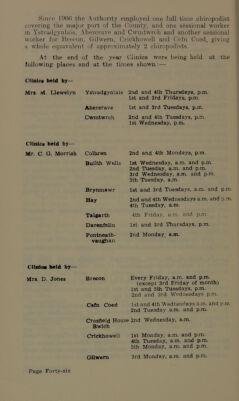 Since 1966 the Authority employed one full time chiropodist
covering the major part of the County, and one sessional worker
in Ystradgynlais, Abercrave and Cwmtwrch and another sessional
worker for Brecon, Gilwern, Crickhowell and Cefn Coed, giving
a whole equivalent of approximately 2 chiropodists.
At the end of the year Clinics were being held at the
following places and at the times shown:—
Clinics held by—
Mrs. M. Llewelyn Ystradgynlais 2nd and 4th Thursdays, p.m.
1st and 3rd Fridays, p.m.
Abercrave 1st and 3rd Tuesdays, p.m.
Cwmtwrch 2nd and 4th Tuesdays, p.m.
1st Wednesday, p.m.
Clinics held by—
Mr. C. G. Morrish Collawn 2nd and 4th Mondays, p.m.
Builth Wells 1st Wednesday, a.m. and p.m.
2nd Tuesday, a.m. and p.m.
3rd Wednesday, a.m. and p.m.
5th Tuesday, a.m.
Brynmawr 1st and 3rd Tuesdays, a.m. and p.m.
Hay 2nd and 4th Wednesdays a.m. and p.m.
4th Tuesday, a.m.
Talgarth 4th Friday, a.m. and p.m.
Darenfelin 1st and 3rd Thursdays, p.m.
Pontneath-
vaughan 2nd Monday, a.m.
Clinics held by—
Mrs. D. Jones Brecon Every Friday, a.m. and p.m.
(except 3rd Friday of month)
1st and 5th Tuesdays, p.m.
2nd and 3rd Wednesdays p.m.
Cefn Coed 1st and 4th Wednesdays a.m. and p.m.
2nd Tuesday a.m. and p.m.
House 2nd Wednesday, a.m.
Bwlch
Crickhowell 1st Monday, a.m. and p.m.
4th Tuesday, a.m. and p.m.
5th Monday, a.m. and p.m.
Gilwern 3rd Monday, a.m. and p.m.
Page Forty-six